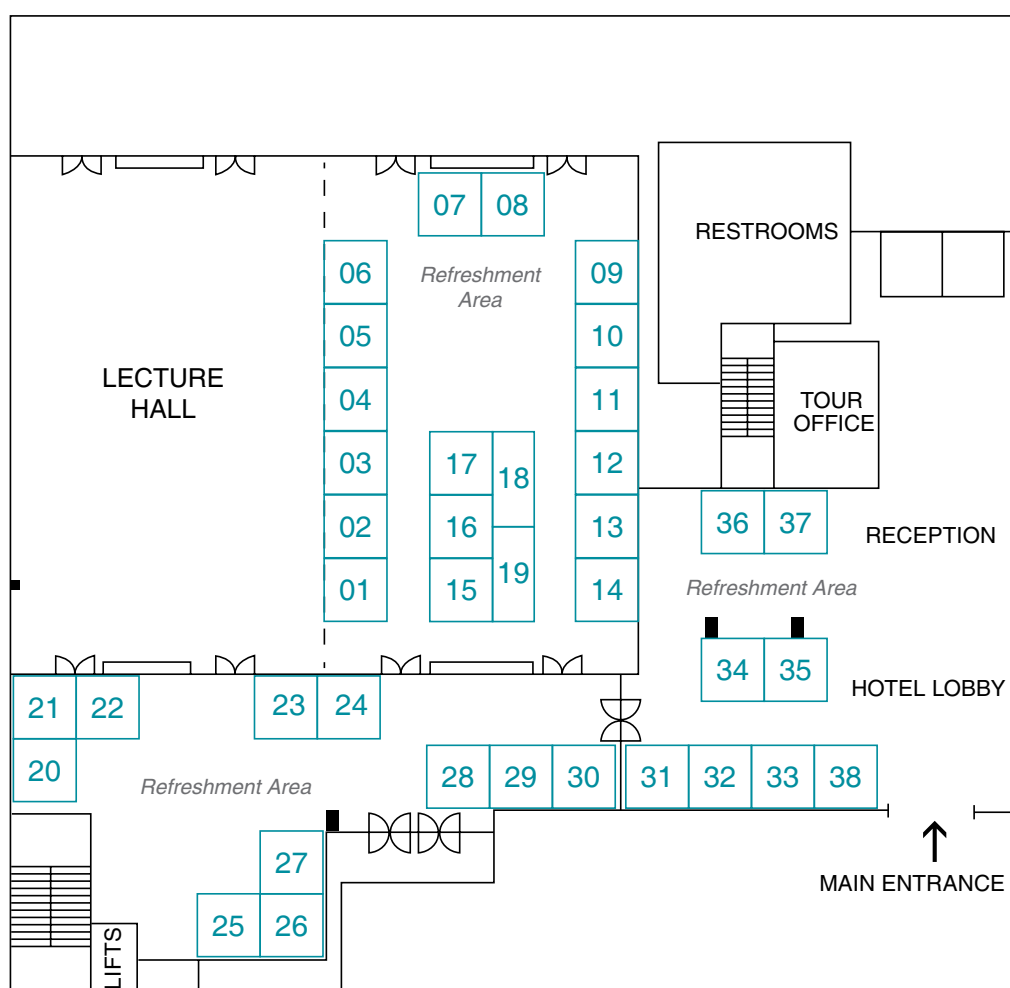 07 08
RESTROOMS
06
Refreshment
Area
09
05
10
LECTURE
HALL
04
11
TOUR
OFFICE
03
17
18
12
02
16
13
36 37
RECEPTION
01
15
19
14
Refreshment Area
34 35
HOTEL LOBBY
21 22
23 24
20
Refreshment Area
28 29 30
31 32 33 38
27
MAIN ENTRANCE
25 26
LIFTS